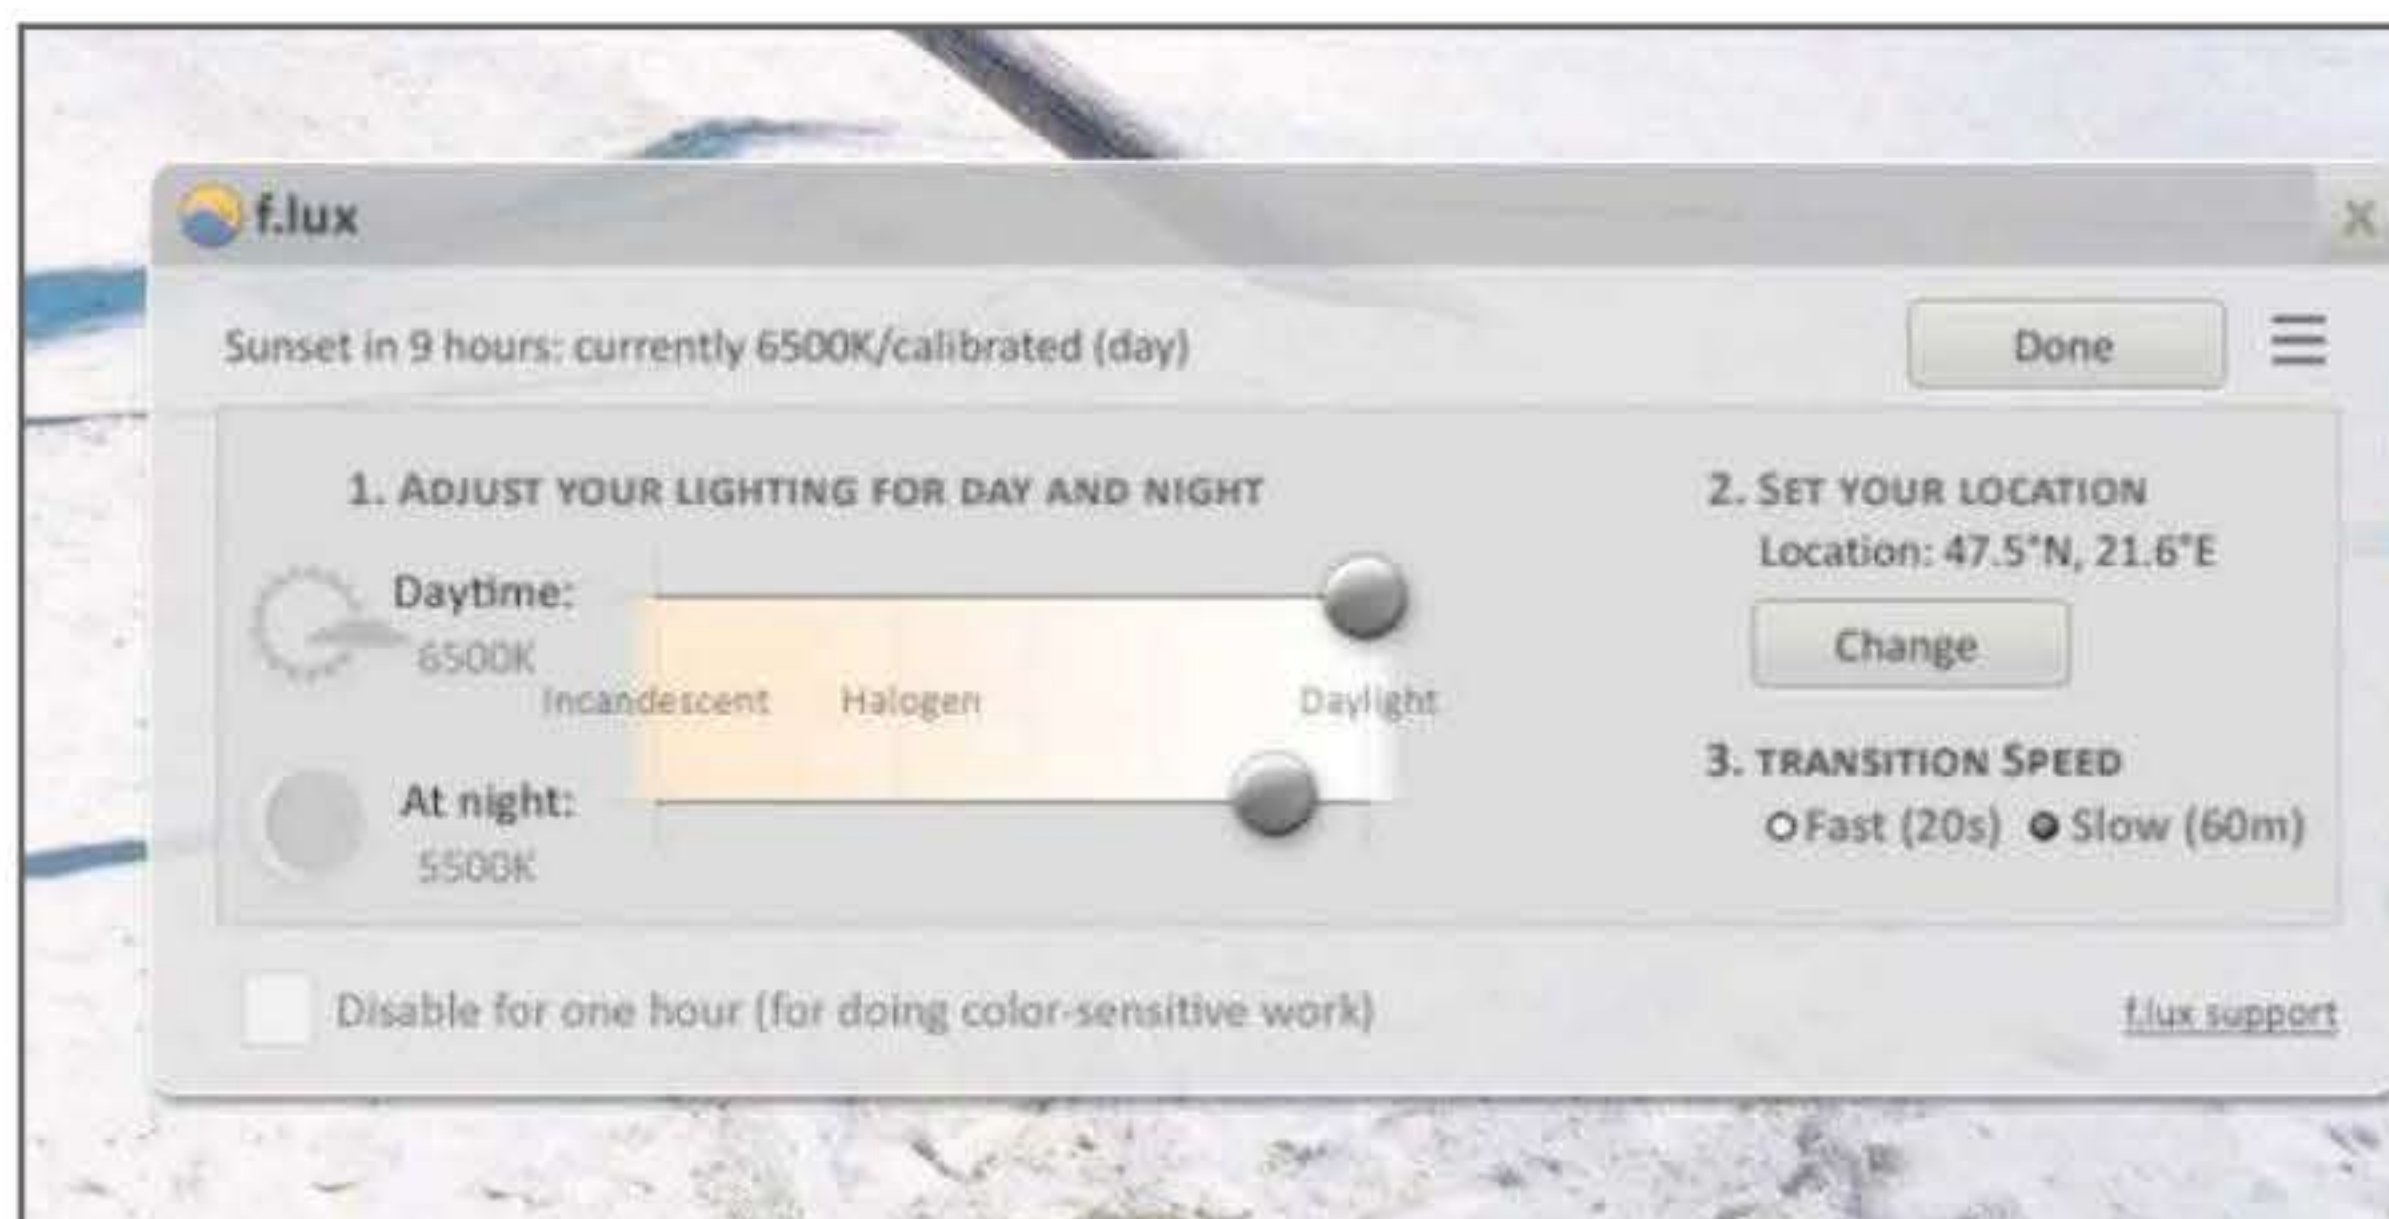 f.lux
X
Sunset in 9 hours: currently 6500K/calibrated (day)
Done
1. ADJUST YOUR LIGHTING FOR DAY AND NIGHT
Daytime:
6500K
Incandescent Halogen Daylight
At night:
5500K
2. SET YOUR LOCATION
Location: 47.5°N, 21.6°E
Change
3. TRANSITION SPEED
Fast (20s) Slow (60m)
Disable for one hour (for doing color-sensitive work)
f.lux support